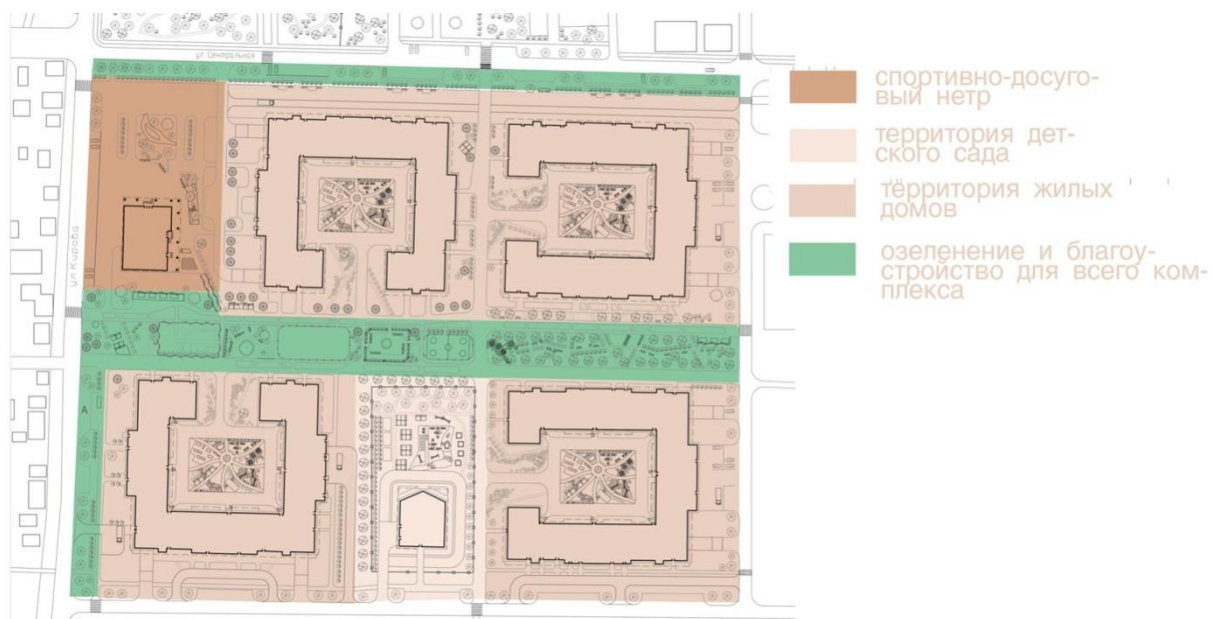 ул Центральная
ул Кирова
А
спортивно-досуго-
вый нетр
территория дет-
ского сада
территория жилых
домов
озеленение и благоу-
стройство для всего ком-
плекса